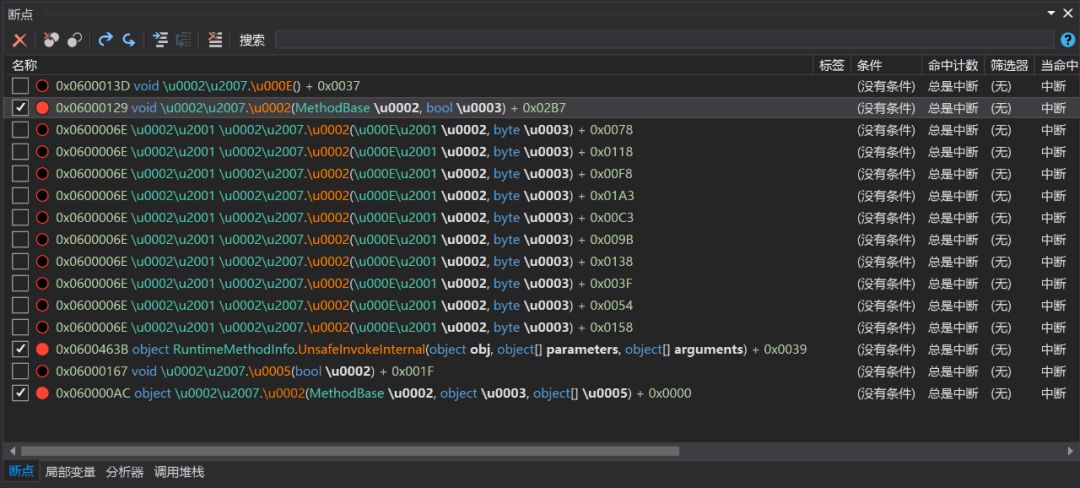 断点
搜索
名称 标签 条件 命中计数 筛选器 当命中
0x0600013D void \u0002\u2007.\u000E() + 0x0037 (没有条件) 总是中断 (无) 中断
0x06000129 void \u0002\u2007.\u0002(MethodBase \u0002, bool \u0003) + 0x02B7 (没有条件) 总是中断 (无) 中断
0x0600006E \u0002\u2001 \u0002\u2007.\u0002(\u000E\u2001 \u0002, byte \u0003) + 0x0078 (没有条件) 总是中断 (无) 中断
0x0600006E \u0002\u2001 \u0002\u2007.\u0002(\u000E\u2001 \u0002, byte \u0003) + 0x0118 (没有条件) 总是中断 (无) 中断
0x0600006E \u0002\u2001 \u0002\u2007.\u0002(\u000E\u2001 \u0002, byte \u0003) + 0x00F8 (没有条件) 总是中断 (无) 中断
0x0600006E \u0002\u2001 \u0002\u2007.\u0002(\u000E\u2001 \u0002, byte \u0003) + 0x01A3 (没有条件) 总是中断 (无) 中断
0x0600006E \u0002\u2001 \u0002\u2007.\u0002(\u000E\u2001 \u0002, byte \u0003) + 0x00C3 (没有条件) 总是中断 (无) 中断
0x0600006E \u0002\u2001 \u0002\u2007.\u0002(\u000E\u2001 \u0002, byte \u0003) + 0x009B (没有条件) 总是中断 (无) 中断
0x0600006E \u0002\u2001 \u0002\u2007.\u0002(\u000E\u2001 \u0002, byte \u0003) + 0x0138 (没有条件) 总是中断 (无) 中断
0x0600006E \u0002\u2001 \u0002\u2007.\u0002(\u000E\u2001 \u0002, byte \u0003) + 0x003F (没有条件) 总是中断 (无) 中断
0x0600006E \u0002\u2001 \u0002\u2007.\u0002(\u000E\u2001 \u0002, byte \u0003) + 0x0054 (没有条件) 总是中断 (无) 中断
0x0600006E \u0002\u2001 \u0002\u2007.\u0002(\u000E\u2001 \u0002, byte \u0003) + 0x0158 (没有条件) 总是中断 (无) 中断
0x0600463B object RuntimeMethodInfo.UnsafeInvokeInternal(object obj, object[] parameters, object[] arguments) + 0x0039 (没有条件) 总是中断 (无) 中断
0x06000167 void \u0002\u2007.\u0005(bool \u0002) + 0x001F (没有条件) 总是中断 (无) 中断
0x060000AC object \u0002\u2007.\u0002(MethodBase \u0002, object \u0003, object[] \u0005) + 0x0000 (没有条件) 总是中断 (无) 中断
断点 局部变量 分析器 调用堆栈